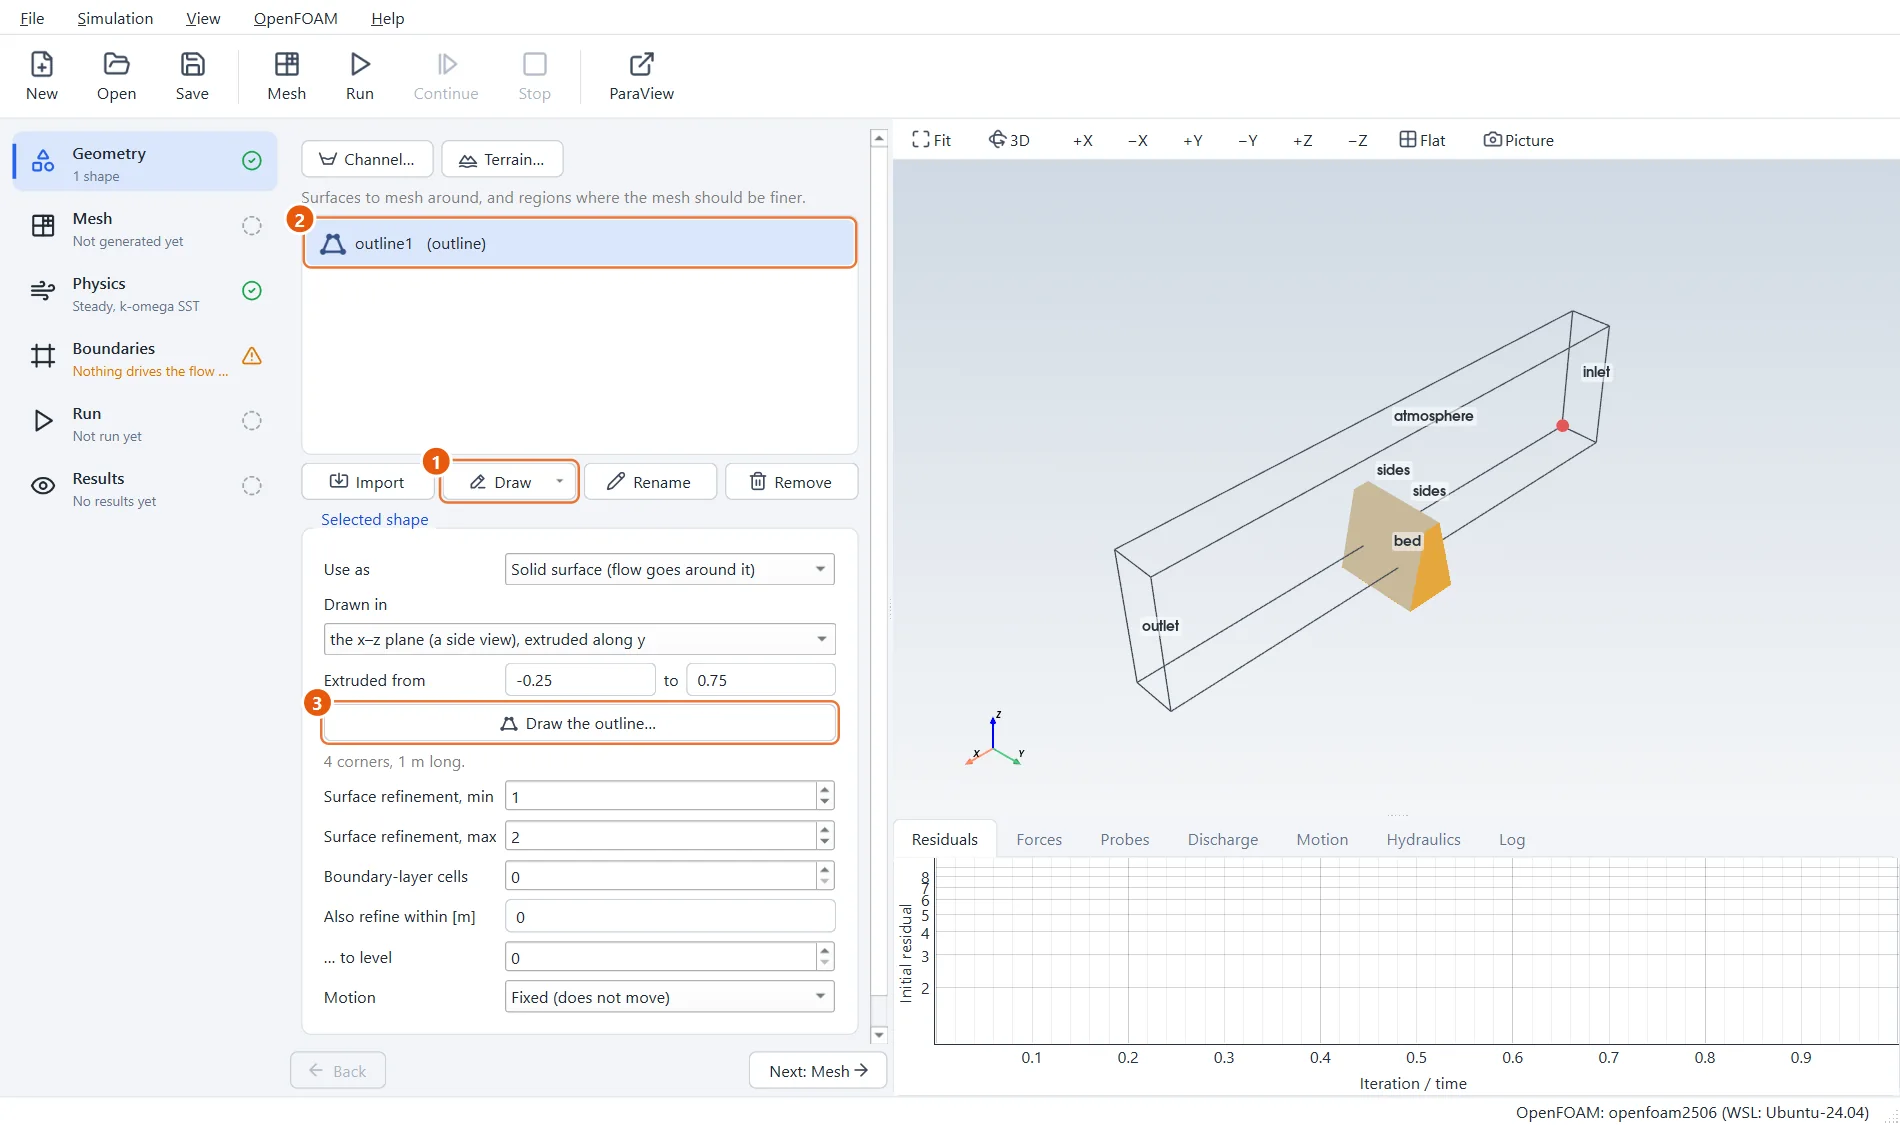 File Simulation View OpenFOAM Help
New Open Save Mesh Run Continue Stop ParaView
Geometry
1 shape
Mesh
Not generated yet
Physics
Steady, k-omega SST
Boundaries
Nothing drives the flow ...
Run
Not run yet
Results
No results yet
Channel... Terrain...
Surfaces to mesh around, and regions where the mesh should be finer.
2
outline1 (outline)
1
Import Draw Rename Remove
Selected shape
Use as Solid surface (flow goes around it)
Drawn in
the x–z plane (a side view), extruded along y
Extruded from -0.25 to 0.75
3
Draw the outline...
4 corners, 1 m long.
Surface refinement, min 1
Surface refinement, max 2
Boundary-layer cells 0
Also refine within [m] 0
... to level 0
Motion Fixed (does not move)
Back Next: Mesh
Fit 3D +X −X +Y −Y +Z −Z Flat Picture
inlet
atmosphere
sides
sides
bed
outlet
z
x Y
Residuals Forces Probes Discharge Motion Hydraulics Log
8
7
6
5
4
3
2
Initial residual
0.1 0.2 0.3 0.4 0.5 0.6 0.7 0.8 0.9
Iteration / time
OpenFOAM: openfoam2506 (WSL: Ubuntu-24.04)